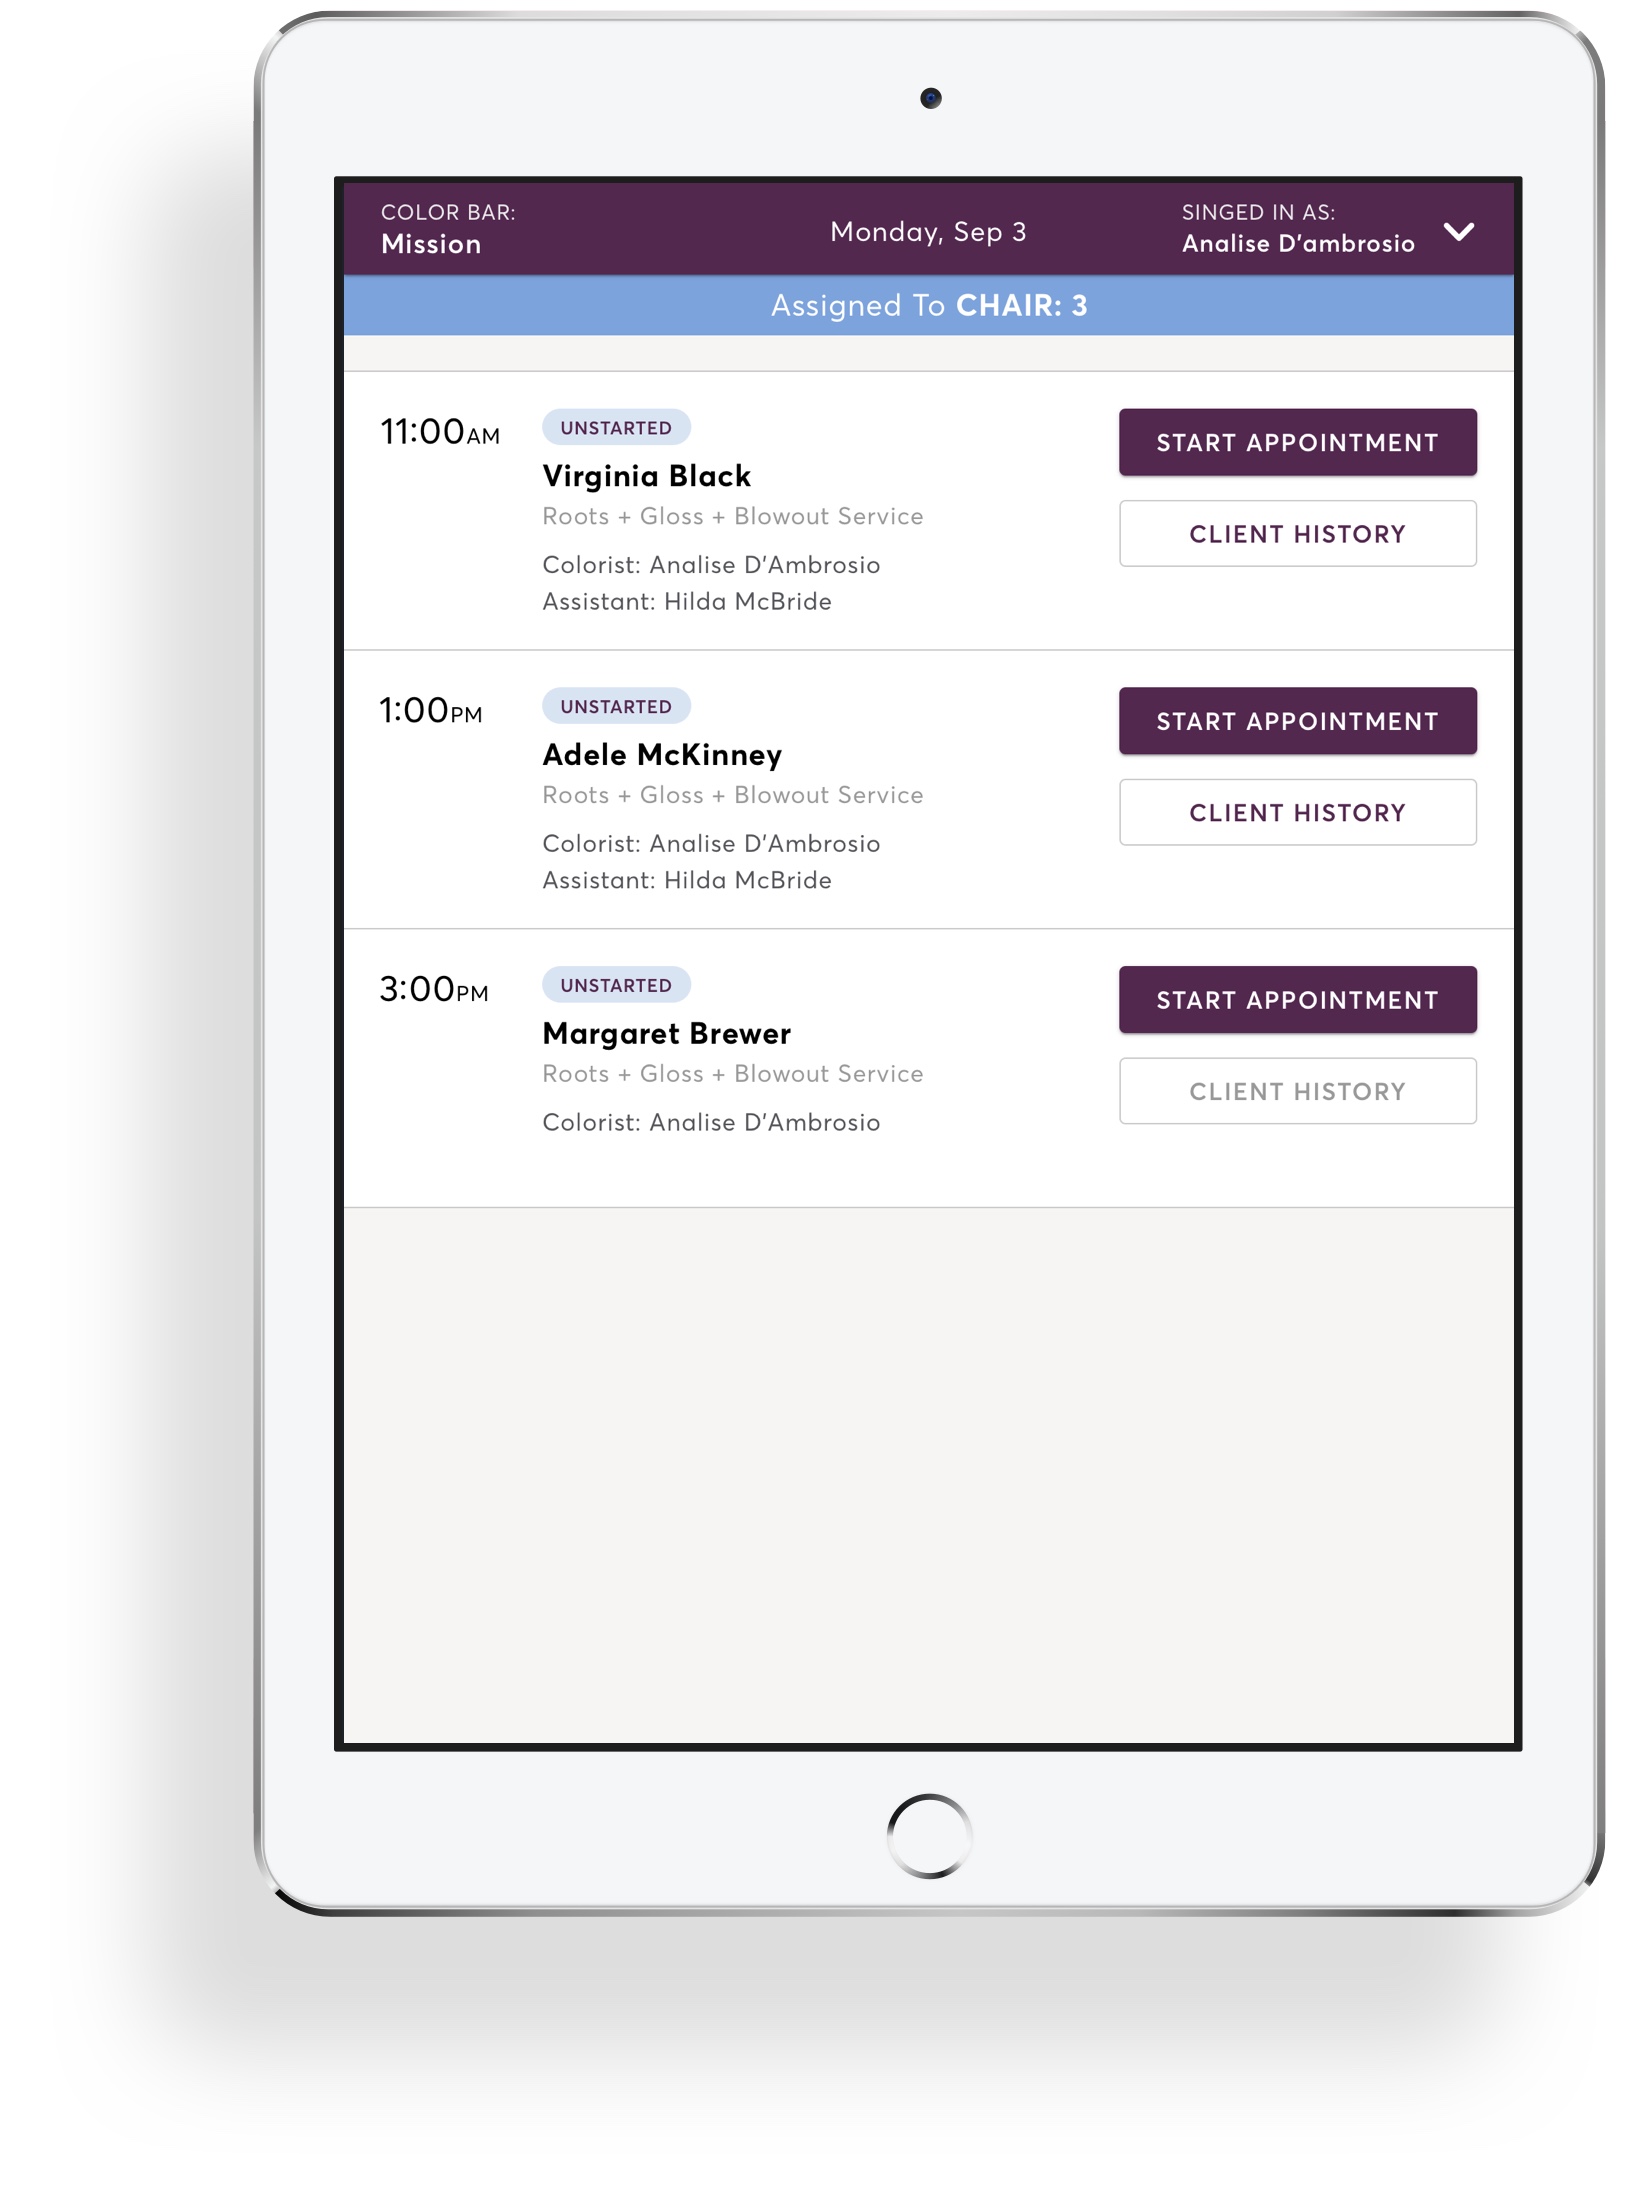 COLOR BAR:
Mission
Monday, Sep 3
SINGED IN AS:
Analise D'ambrosio
Assigned To CHAIR: 3
11:00AM
UNSTARTED
Virginia Black
Roots + Gloss + Blowout Service
Colorist: Analise D'Ambrosio
Assistant: Hilda McBride
START APPOINTMENT
CLIENT HISTORY
1:00PM
UNSTARTED
Adele McKinney
Roots + Gloss + Blowout Service
Colorist: Analise D'Ambrosio
Assistant: Hilda McBride
START APPOINTMENT
CLIENT HISTORY
3:00PM
UNSTARTED
Margaret Brewer
Roots + Gloss + Blowout Service
Colorist: Analise D'Ambrosio
START APPOINTMENT
CLIENT HISTORY